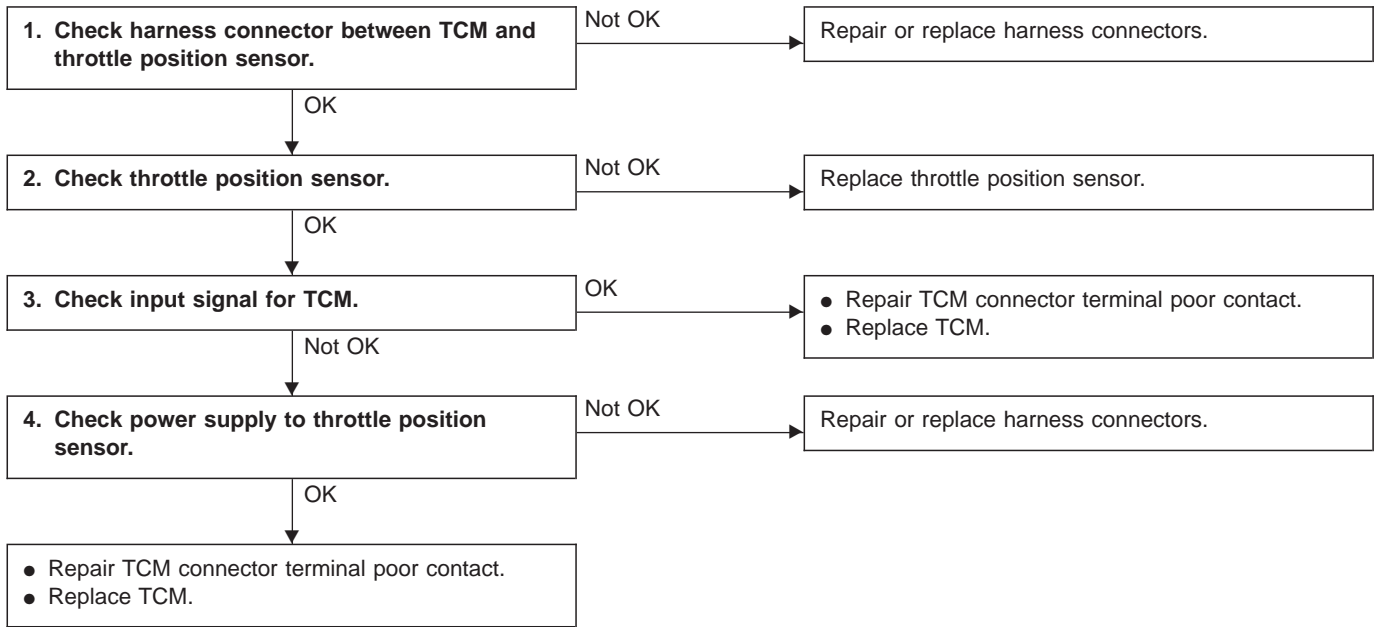 1. Check harness connector between TCM and
throttle position sensor.
Not OK
Repair or replace harness connectors.
OK
2. Check throttle position sensor.
Not OK
Replace throttle position sensor.
OK
3. Check input signal for TCM.
OK
● Repair TCM connector terminal poor contact.
● Replace TCM.
Not OK
4. Check power supply to throttle position
sensor.
Not OK
Repair or replace harness connectors.
OK
● Repair TCM connector terminal poor contact.
● Replace TCM.